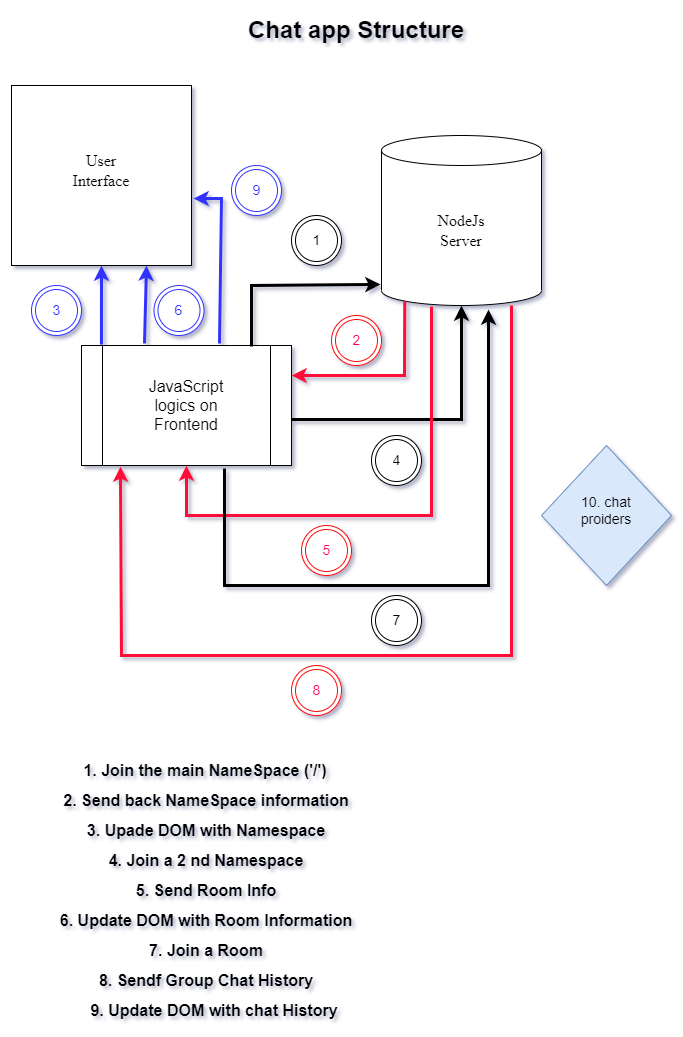 Chat app Structure
User
Interface
9
NodeJs
Server
1
3
6
2
JavaScript
logics on
Frontend
4
10. chat
proiders
5
7
8
1. Join the main NameSpace ('/')
2. Send back NameSpace information
3. Upade DOM with Namespace
4. Join a 2 nd Namespace
5. Send Room Info
6. Update DOM with Room Information
7. Join a Room
8. Sendf Group Chat History
9. Update DOM with chat History